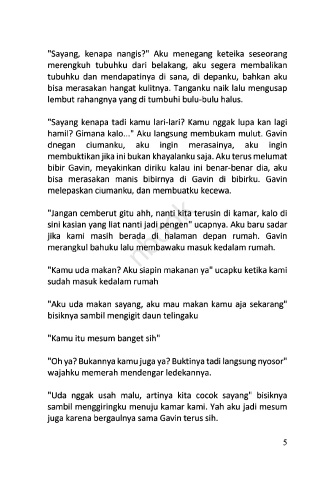 "Sayang, kenapa nangis?" Aku menegang keteika seseorang
merengkuh tubuhku dari belakang, aku segera membalikan
tubuhku dan mendapatinya di sana, di depanku, bahkan aku
bisa merasakan hangat kulitnya. Tanganku naik lalu mengusap
lembut rahangnya yang di tumbuhi bulu-bulu halus.
"Sayang kenapa tadi kamu lari-lari? Kamu nggak lupa kan lagi
hamil? Gimana kalo..." Aku langsung membukam mulut. Gavin
dnegan ciumanku, aku ingin merasainya, aku ingin
membuktikan jika ini bukan khayalanku saja. Aku terus melumat
bibir Gavin, meyakinkan diriku kalau ini benar-benar dia, aku
bisa merasakan manis bibirnya di Gavin di bibirku. Gavin
melepaskan ciumanku, dan membuatku kecewa.
"Jangan cemberut gitu ahh, nanti kita terusin di kamar, kalo di
sini kasian yang liat nanti jadi pengen" ucapnya. Aku baru sadar
jika kami masih berada di halaman depan rumah. Gavin
merangkul bahuku lalu membawaku masuk kedalam rumah.
"Kamu uda makan? Aku siapin makanan ya" ucapku ketika kami
sudah masuk kedalam rumah
"Aku uda makan sayang, aku mau makan kamu aja sekarang"
bisiknya sambil mengigit daun telingaku
"Kamu itu mesum banget sih"
"Oh ya? Bukannya kamu juga ya? Buktinya tadi langsung nyosor"
wajahku memerah mendengar ledekannya.
"Uda nggak usah malu, artinya kita cocok sayang" bisiknya
sambil menggiringku menuju kamar kami. Yah aku jadi mesum
juga karena bergaulnya sama Gavin terus sih.
5